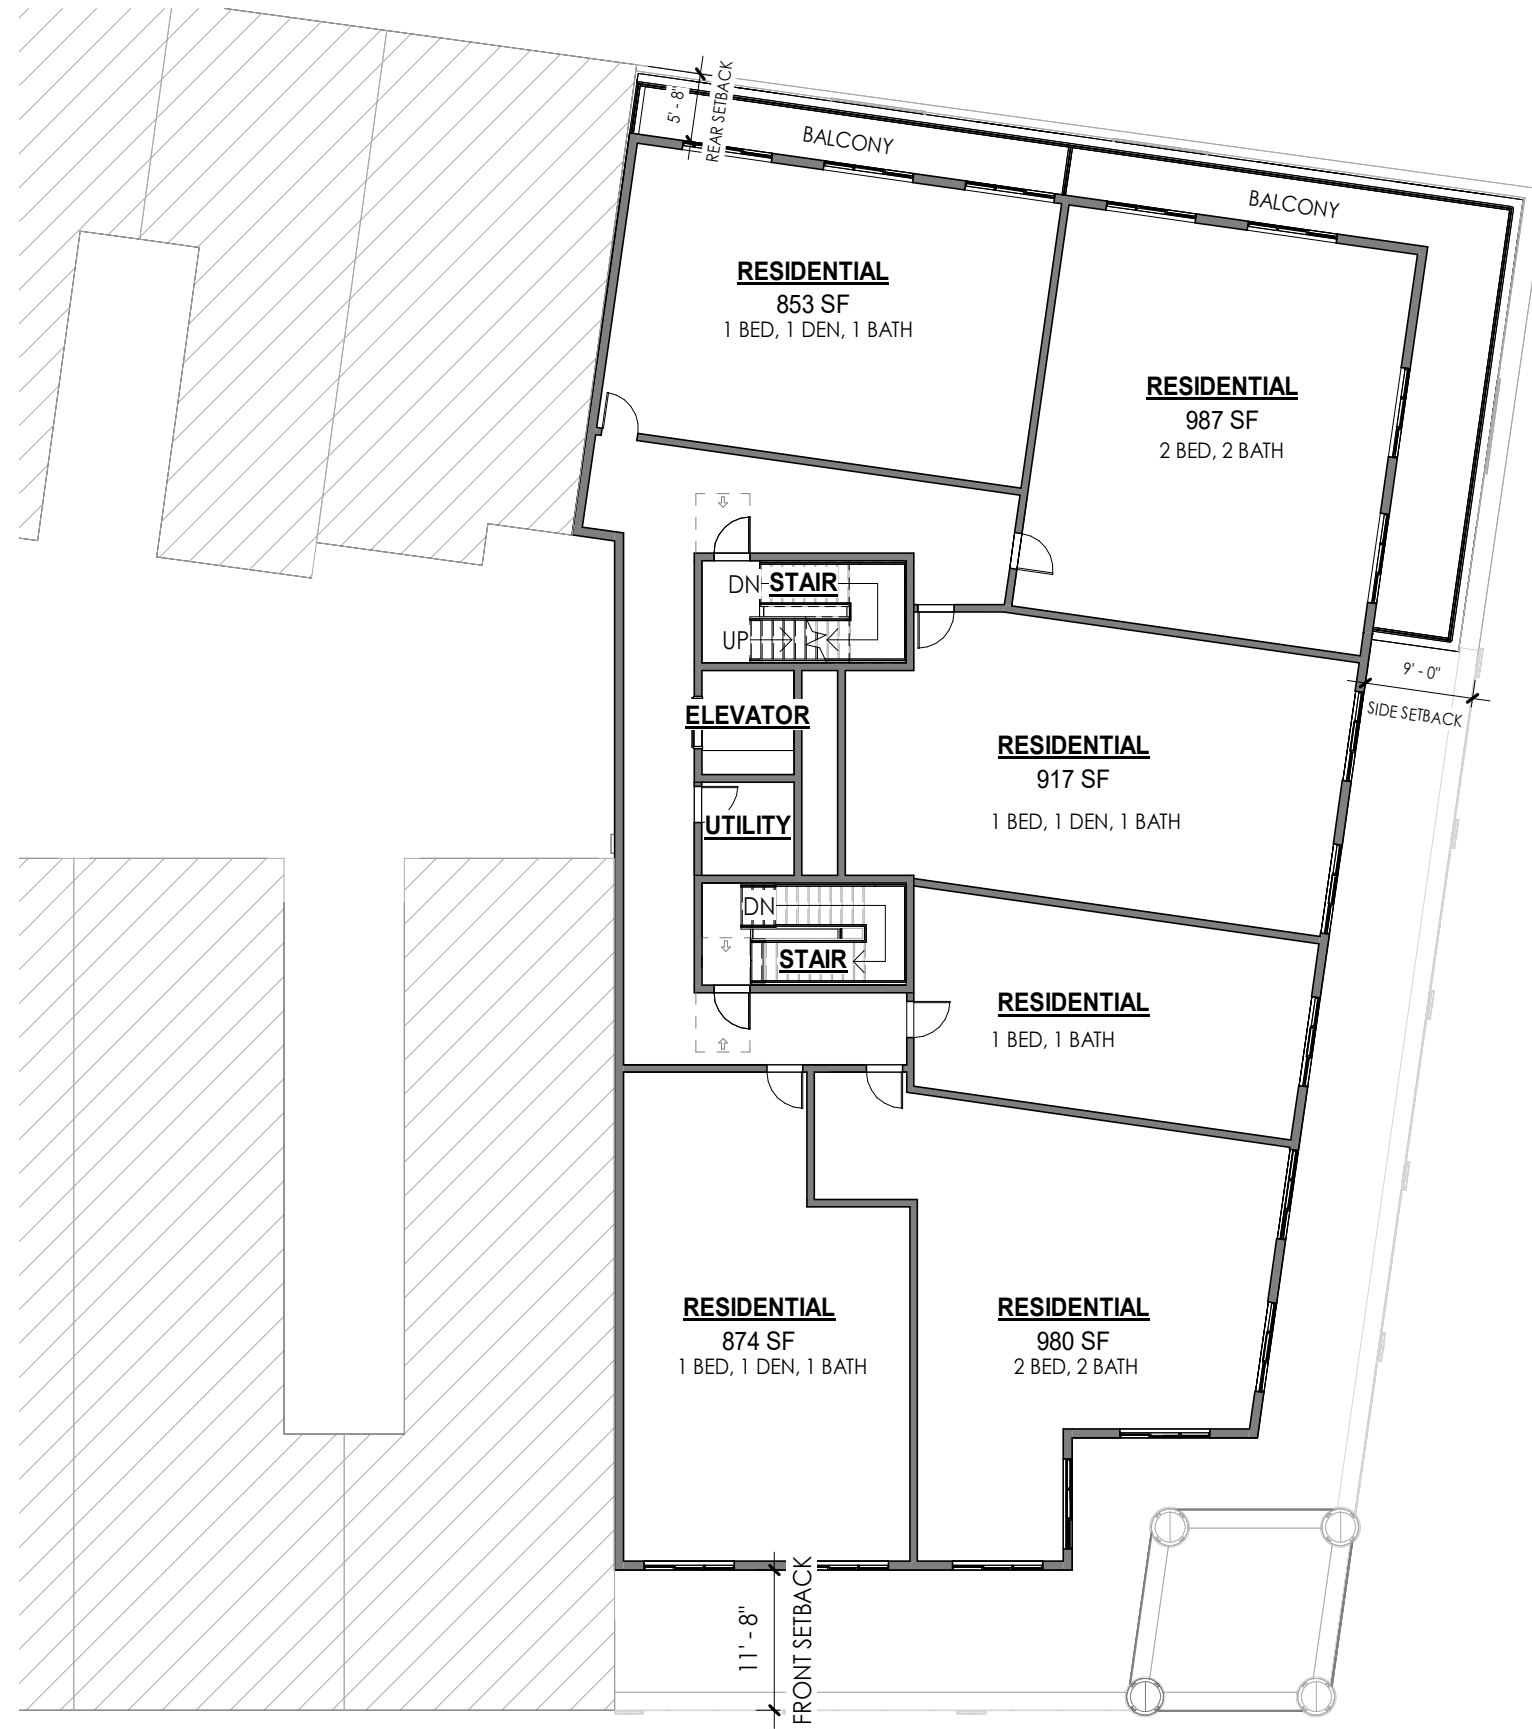 5' - 8"
REAR SETBACK
BALCONY
BALCONY
RESIDENTIAL
853 SF
1 BED, 1 DEN, 1 BATH
RESIDENTIAL
987 SF
2 BED, 2 BATH
DN
STAIR
UP
9' - 0"
SIDE SETBACK
ELEVATOR
RESIDENTIAL
917 SF
1 BED, 1 DEN, 1 BATH
UTILITY
DN
STAIR
RESIDENTIAL
1 BED, 1 BATH
RESIDENTIAL
874 SF
1 BED, 1 DEN, 1 BATH
RESIDENTIAL
980 SF
2 BED, 2 BATH
11' - 8"
FRONT SETBACK